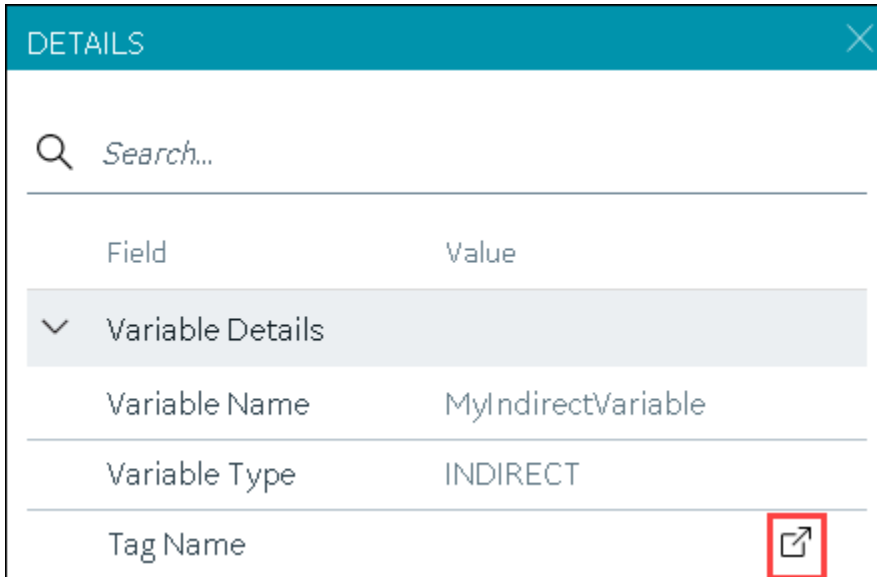 DETAILS
Search...
Field Value
Variable Details
Variable Name MyIndirectVariable
Variable Type INDIRECT
Tag Name